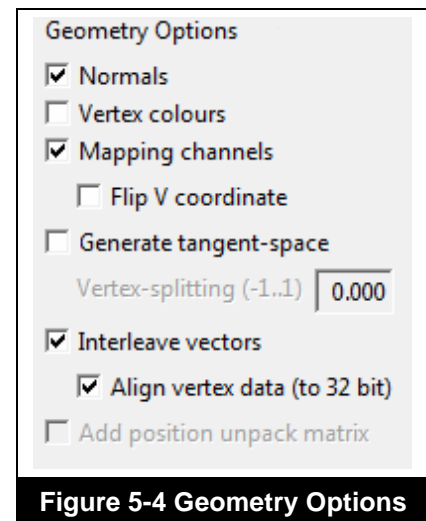 Geometry Options
Normals
Vertex colours
Mapping channels
Flip V coordinate
Generate tangent-space
Vertex-splitting (-1..1) 0.000
Interleave vectors
Align vertex data (to 32 bit)
Add position unpack matrix
Figure 5-4 Geometry Options